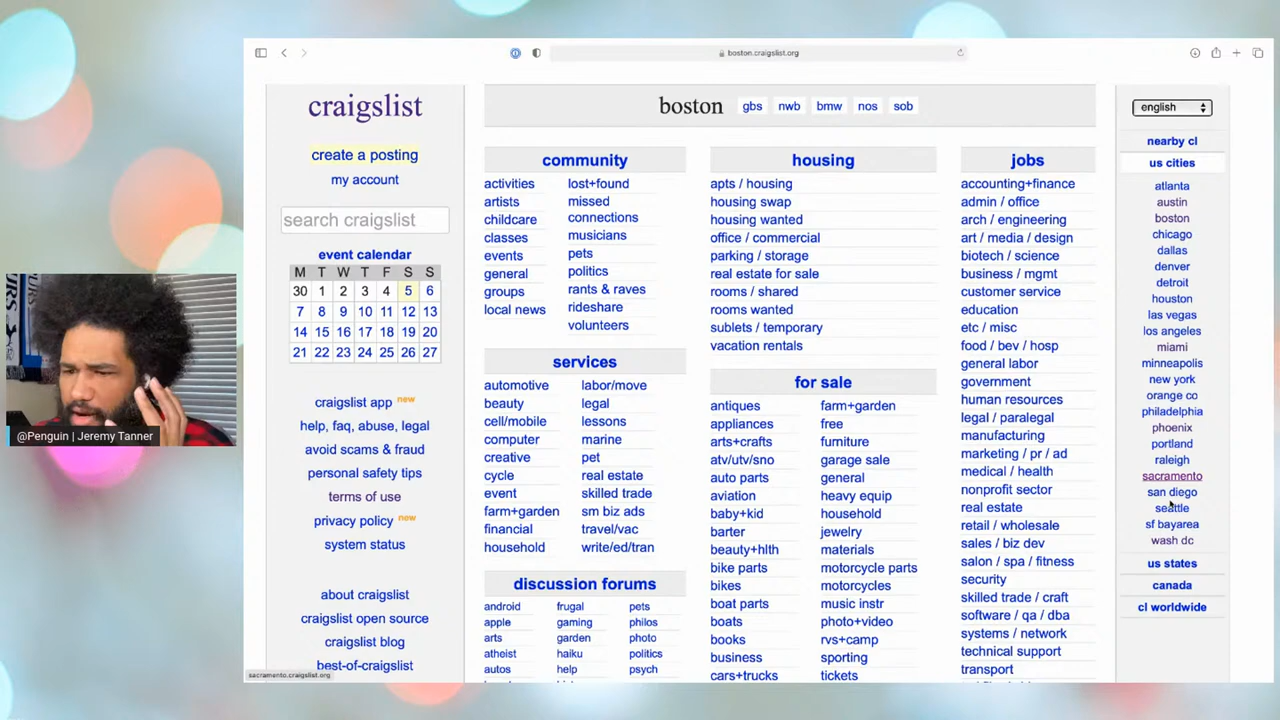 boston.craigslist.org
craigslist
create a posting
my account
search craigslist
event calendar
M T W T F S S
30 1 2 3 4 5 6
7 8 9 10 11 12 13
14 15 16 17 18 19 20
21 22 23 24 25 26 27
craigslist app new
help, faq, abuse, legal
avoid scams & fraud
personal safety tips
terms of use
privacy policy new
system status
about craigslist
craigslist open source
craigslist blog
best-of-craigslist
sacramento.craigslist.org
boston gbs nwb bmw nos sob
community
activities
artists
childcare
classes
events
general
groups
local news
lost+found
missed
connections
musicians
pets
politics
rants & raves
rideshare
volunteers
services
automotive
beauty
cell/mobile
computer
creative
cycle
event
farm+garden
financial
household
labor/move
legal
lessons
marine
pet
real estate
skilled trade
sm biz ads
travel/vac
write/ed/tran
discussion forums
android
apple
arts
atheist
autos
frugal
gaming
garden
haiku
help
pets
philos
photo
politics
psych
housing
apts / housing
housing swap
housing wanted
office / commercial
parking / storage
real estate for sale
rooms / shared
rooms wanted
sublets / temporary
vacation rentals
for sale
antiques
appliances
arts+crafts
atv/utv/sno
auto parts
aviation
baby+kid
barter
beauty+hlth
bike parts
bikes
boat parts
boats
books
business
cars+trucks
farm+garden
free
furniture
garage sale
general
heavy equip
household
jewelry
materials
motorcycle parts
motorcycles
music instr
photo+video
rvs+camp
sporting
tickets
jobs
accounting+finance
admin / office
arch / engineering
art / media / design
biotech / science
business / mgmt
customer service
education
etc / misc
food / bev / hosp
general labor
government
human resources
legal / paralegal
manufacturing
marketing / pr / ad
medical / health
nonprofit sector
real estate
retail / wholesale
sales / biz dev
salon / spa / fitness
security
skilled trade / craft
software / qa / dba
systems / network
technical support
transport
english
nearby cl
us cities
atlanta
austin
boston
chicago
dallas
denver
detroit
houston
las vegas
los angeles
miami
minneapolis
new york
orange co
philadelphia
phoenix
portland
raleigh
sacramento
san diego
seattle
sf bayarea
wash dc
us states
canada
cl worldwide
@Penguin | Jeremy Tanner